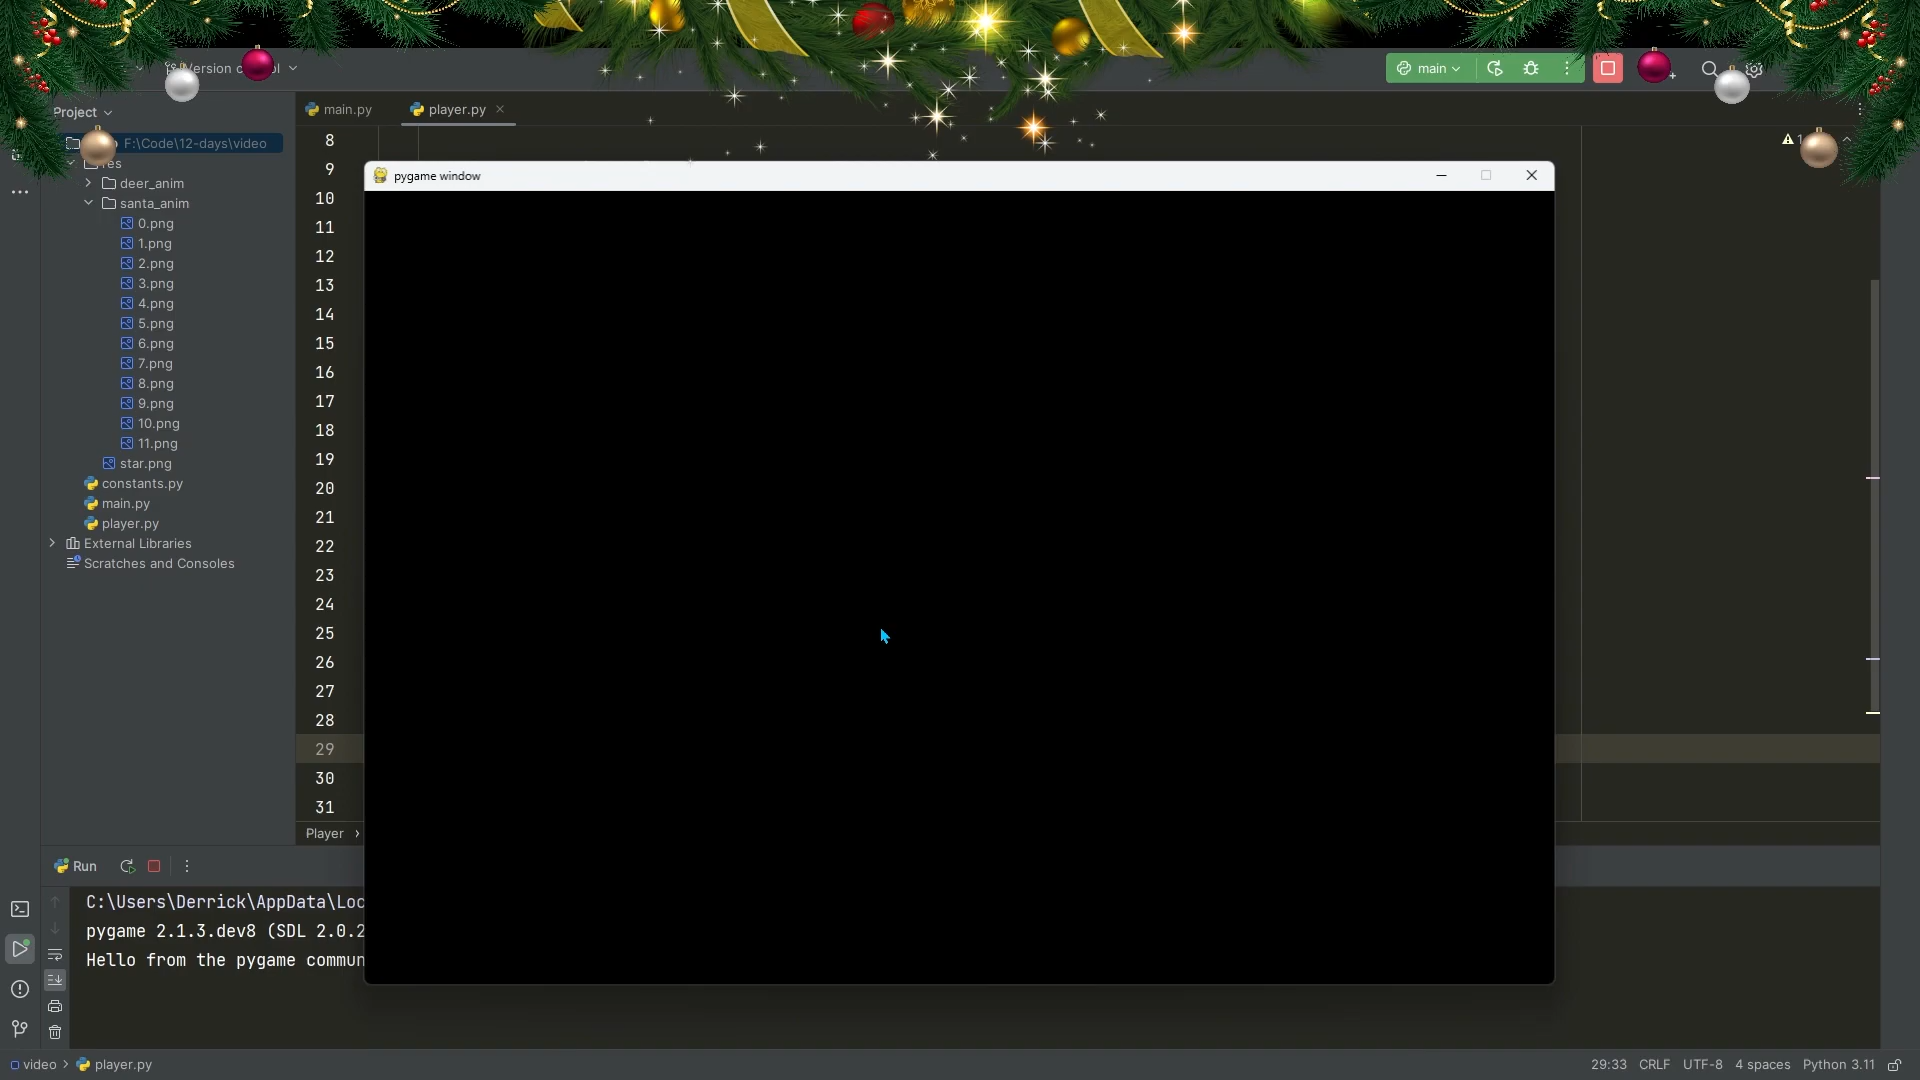 Version
main
Project
main.py
player.py
F:\Code\12-days\video
res
deer_anim
santa_anim
0.png
1.png
2.png
3.png
4.png
5.png
6.png
7.png
8.png
9.png
10.png
11.png
star.png
constants.py
main.py
player.py
External Libraries
Scratches and Consoles
8
9
10
11
12
13
14
15
16
17
18
19
20
21
22
23
24
25
26
27
28
29
30
31
1
pygame window
Player
Run
C:\Users\Derrick\AppData\Loc
pygame 2.1.3.dev8 (SDL 2.0.2
Hello from the pygame commun
video > player.py
29:33 CRLF UTF-8 4 spaces Python 3.11